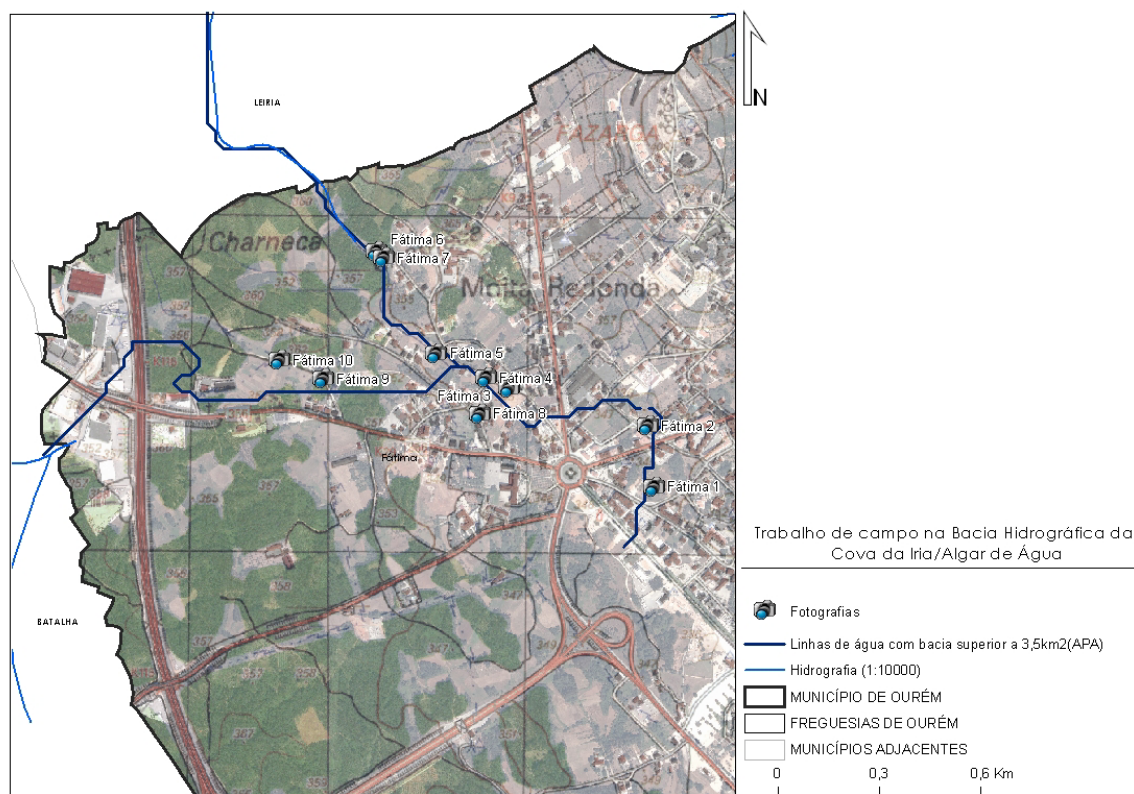 N
LEIRIA
FAZARGA
Charneca
Fátima 6
Fátima 7
Moita Redonda
Fátima 10
Fátima 9
Fátima 5
Fátima 4
Fátima 3
Fátima 8
Fátima 2
Fátima
Fátima 1
BATALHA
Trabalho de campo na Bacia Hidrográfica da
Cova da Iria/Algar de Água
Fotografias
Linhas de água com bacia superior a 3,5km2(APA)
Hidrografia (1:10000)
MUNICÍPIO DE OURÉM
FREGUESIAS DE OURÉM
MUNICÍPIOS ADJACENTES
0 0,3 0,6 Km